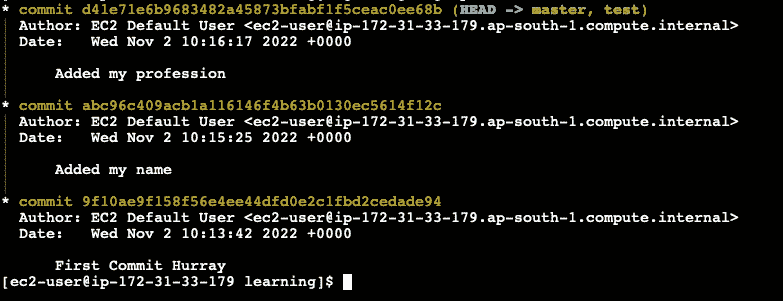 * commit d41e71e6b9683482a45873bfabf1f5ceac0ee68b (HEAD -> master, test)
Author: EC2 Default User <ec2-user@ip-172-31-33-179.ap-south-1.compute.internal>
Date: Wed Nov 2 10:16:17 2022 +0000
Added my profession
* commit abc96c409acb1a116146f4b63b0130ec5614f12c
Author: EC2 Default User <ec2-user@ip-172-31-33-179.ap-south-1.compute.internal>
Date: Wed Nov 2 10:15:25 2022 +0000
Added my name
* commit 9f10ae9f158f56e4ee44dfd0e2c1fbd2cedade94
Author: EC2 Default User <ec2-user@ip-172-31-33-179.ap-south-1.compute.internal>
Date: Wed Nov 2 10:13:42 2022 +0000
First Commit Hurray
[ec2-user@ip-172-31-33-179 learning]$